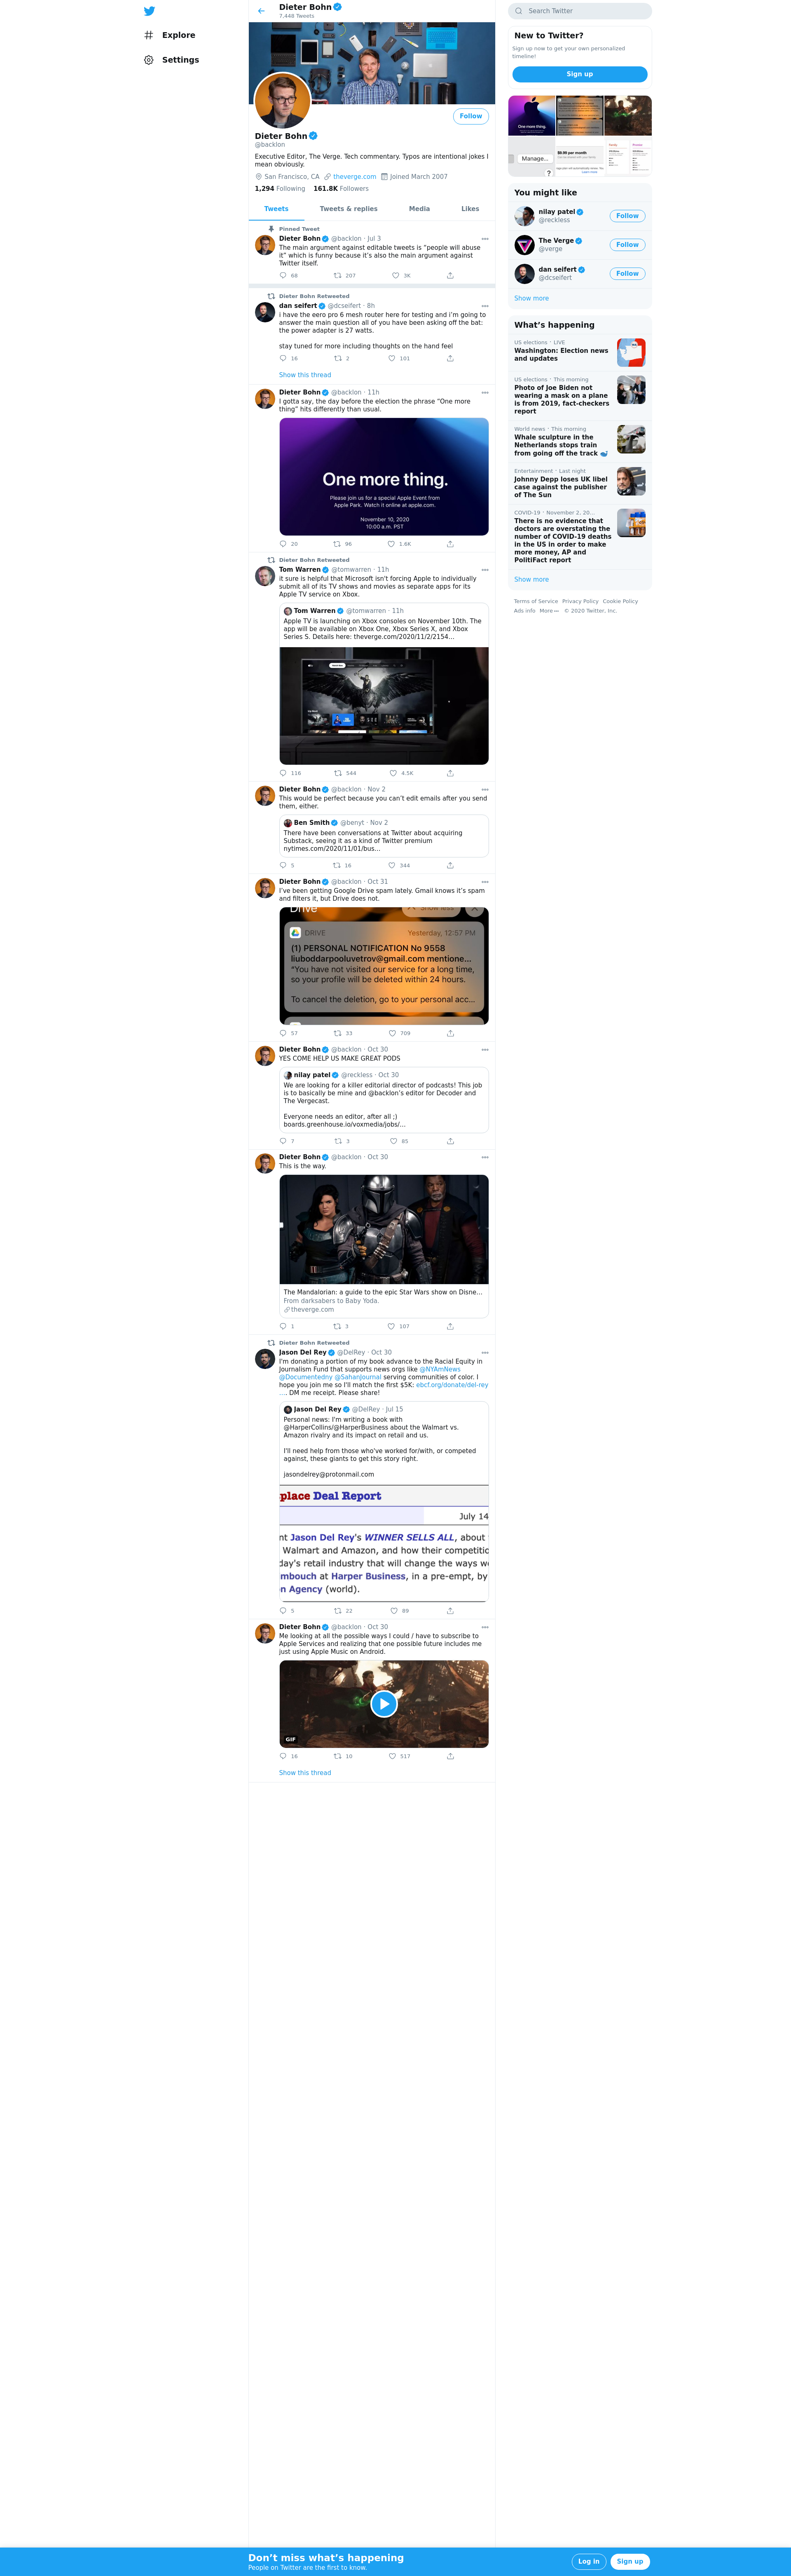 Explore
Settings
Dieter Bohn
7,448 Tweets
Follow
Dieter Bohn
@backlon
Executive Editor, The Verge. Tech commentary. Typos are intentional jokes I
mean obviously.
San Francisco, CA theverge.com Joined March 2007
1,294 Following 161.8K Followers
Tweets Tweets & replies Media Likes
Pinned Tweet
Dieter Bohn @backlon · Jul 3
The main argument against editable tweets is “people will abuse
it” which is funny because it’s also the main argument against
Twitter itself.
68 207 3K
Dieter Bohn Retweeted
dan seifert @dcseifert · 8h
i have the eero pro 6 mesh router here for testing and i’m going to
answer the main question all of you have been asking off the bat:
the power adapter is 27 watts.
stay tuned for more including thoughts on the hand feel
16 2 101
Show this thread
Dieter Bohn @backlon · 11h
I gotta say, the day before the election the phrase “One more
thing” hits differently than usual.
One more thing.
Please join us for a special Apple Event from
Apple Park. Watch it online at apple.com.
November 10, 2020
10:00 a.m. PST
20 96 1.6K
Dieter Bohn Retweeted
Tom Warren @tomwarren · 11h
it sure is helpful that Microsoft isn't forcing Apple to individually
submit all of its TV shows and movies as separate apps for its
Apple TV service on Xbox.
Tom Warren @tomwarren · 11h
Apple TV is launching on Xbox consoles on November 10th. The
app will be available on Xbox One, Xbox Series X, and Xbox
Series S. Details here: theverge.com/2020/11/2/2154…
116 544 4.5K
Dieter Bohn @backlon · Nov 2
This would be perfect because you can’t edit emails after you send
them, either.
Ben Smith @benyt · Nov 2
There have been conversations at Twitter about acquiring
Substack, seeing it as a kind of Twitter premium
nytimes.com/2020/11/01/bus…
5 16 344
Dieter Bohn @backlon · Oct 31
I’ve been getting Google Drive spam lately. Gmail knows it’s spam
and filters it, but Drive does not.
Drive Show less
DRIVE Yesterday, 12:57 PM
(1) PERSONAL NOTIFICATION No 9558
liuboddarpooluvetrov@gmail.com mentione...
"You have not visited our service for a long time,
so your profile will be deleted within 24 hours.
To cancel the deletion, go to your personal acc...
57 33 709
Dieter Bohn @backlon · Oct 30
YES COME HELP US MAKE GREAT PODS
nilay patel @reckless · Oct 30
We are looking for a killer editorial director of podcasts! This job
is to basically be mine and @backlon’s editor for Decoder and
The Vergecast.
Everyone needs an editor, after all ;)
boards.greenhouse.io/voxmedia/jobs/…
7 3 85
Dieter Bohn @backlon · Oct 30
This is the way.
The Mandalorian: a guide to the epic Star Wars show on Disne…
From darksabers to Baby Yoda.
theverge.com
1 3 107
Dieter Bohn Retweeted
Jason Del Rey @DelRey · Oct 30
I'm donating a portion of my book advance to the Racial Equity in
Journalism Fund that supports news orgs like @NYAmNews
@Documentedny @SahanJournal serving communities of color. I
hope you join me so I'll match the first $5K: ebcf.org/donate/del-rey
…. DM me receipt. Please share!
Jason Del Rey @DelRey · Jul 15
Personal news: I'm writing a book with
@HarperCollins/@HarperBusiness about the Walmart vs.
Amazon rivalry and its impact on retail and us.
I'll need help from those who've worked for/with, or competed
against, these giants to get this story right.
jasondelrey@protonmail.com
place Deal Report
July 14
nt Jason Del Rey's WINNER SELLS ALL, about
Walmart and Amazon, and how their competitio
day's retail industry that will change the ways we
mbouch at Harper Business, in a pre-empt, by
n Agency (world).
5 22 89
Dieter Bohn @backlon · Oct 30
Me looking at all the possible ways I could / have to subscribe to
Apple Services and realizing that one possible future includes me
just using Apple Music on Android.
GIF
16 10 517
Show this thread
Search Twitter
New to Twitter?
Sign up now to get your own personalized
timeline!
Sign up
One more thing.
Manage...
$9.99 per month
?
You might like
nilay patel
@reckless
Follow
The Verge
@verge
Follow
dan seifert
@dcseifert
Follow
Show more
What’s happening
US elections · LIVE
Washington: Election news
and updates
US elections · This morning
Photo of Joe Biden not
wearing a mask on a plane
is from 2019, fact-checkers
report
World news · This morning
Whale sculpture in the
Netherlands stops train
from going off the track 🐳
Entertainment · Last night
Johnny Depp loses UK libel
case against the publisher
of The Sun
COVID-19 · November 2, 20…
There is no evidence that
doctors are overstating the
number of COVID-19 deaths
in the US in order to make
more money, AP and
PolitiFact report
Show more
Terms of Service Privacy Policy Cookie Policy
Ads info More © 2020 Twitter, Inc.
Don’t miss what’s happening
People on Twitter are the first to know.
Log in Sign up